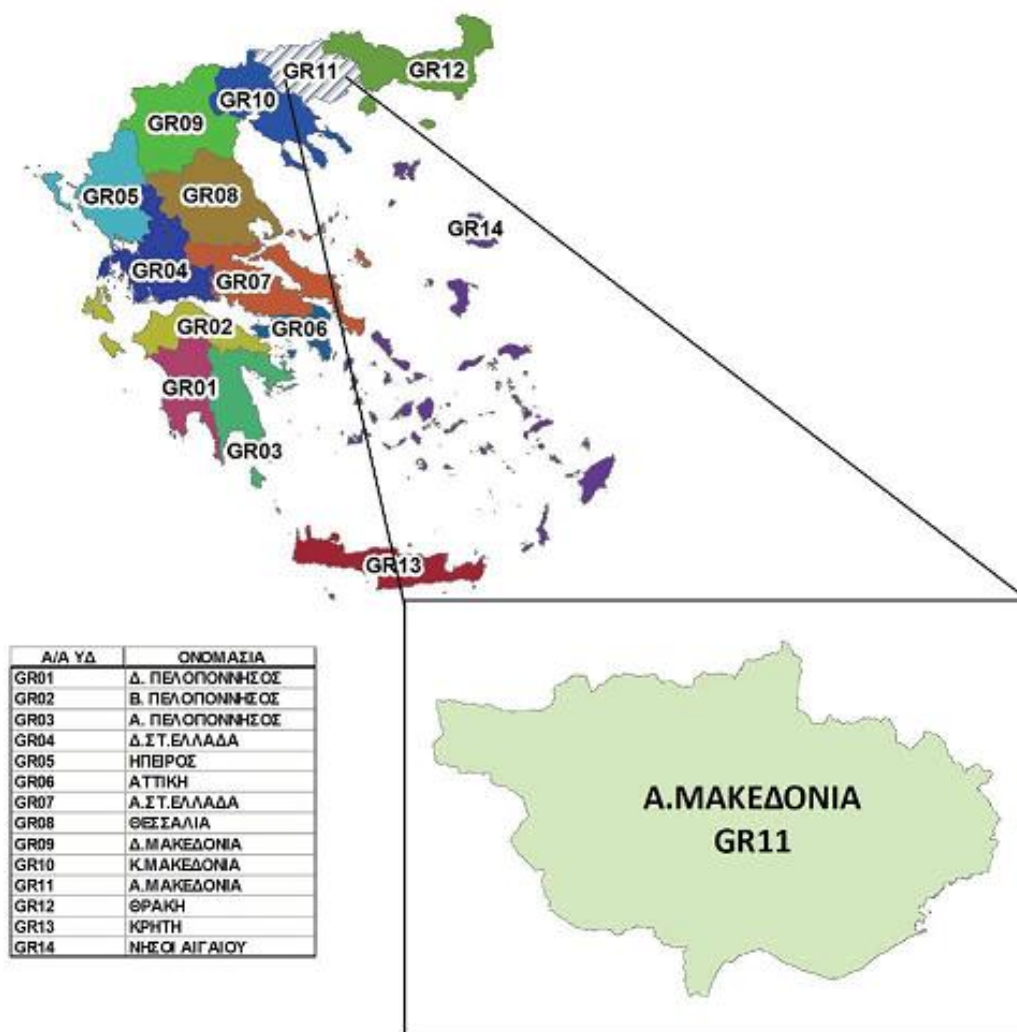 GR11
GR12
GR10
GR09
GR05
GR08
GR14
GR04
GR07
GR06
GR02
GR01
GR03
GR13
Α/Α ΥΔ ΟΝΟΜΑΣΙΑ
GR01 Δ. ΠΕΛΟΠΟΝΝΗΣΟΣ
GR02 Β. ΠΕΛΟΠΟΝΝΗΣΟΣ
GR03 Α. ΠΕΛΟΠΟΝΝΗΣΟΣ
GR04 Δ.ΣΤ.ΕΛΛΑΔΑ
GR05 ΗΠΕΙΡΟΣ
GR06 ΑΤΤΙΚΗ
GR07 Α.ΣΤ.ΕΛΛΑΔΑ
GR08 ΘΕΣΣΑΛΙΑ
GR09 Δ.ΜΑΚΕΔΟΝΙΑ
GR10 Κ.ΜΑΚΕΔΟΝΙΑ
GR11 Α.ΜΑΚΕΔΟΝΙΑ
GR12 ΘΡΑΚΗ
GR13 ΚΡΗΤΗ
GR14 ΝΗΣΟΙ ΑΙΓΑΙΟΥ
Α.ΜΑΚΕΔΟΝΙΑ
GR11